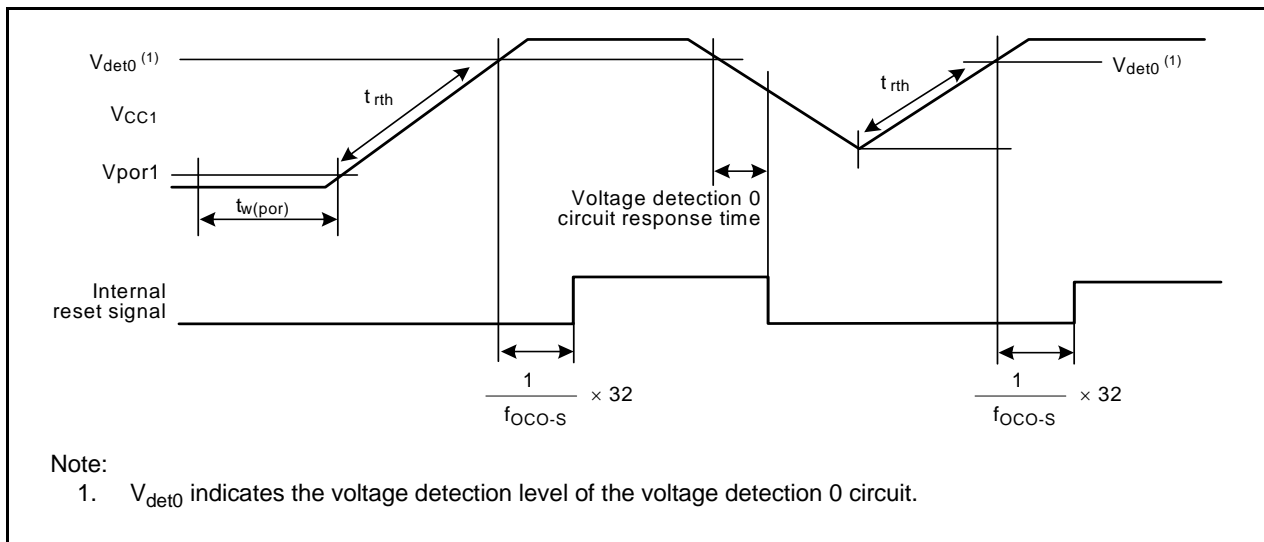 Vdet0 (1)
VCC1
Vpor1
tw(por)
t rth
Voltage detection 0
circuit response time
t rth
Vdet0 (1)
Internal
reset signal
1
fOCO-S
× 32
1
fOCO-S
× 32
Note:
1. Vdet0 indicates the voltage detection level of the voltage detection 0 circuit.